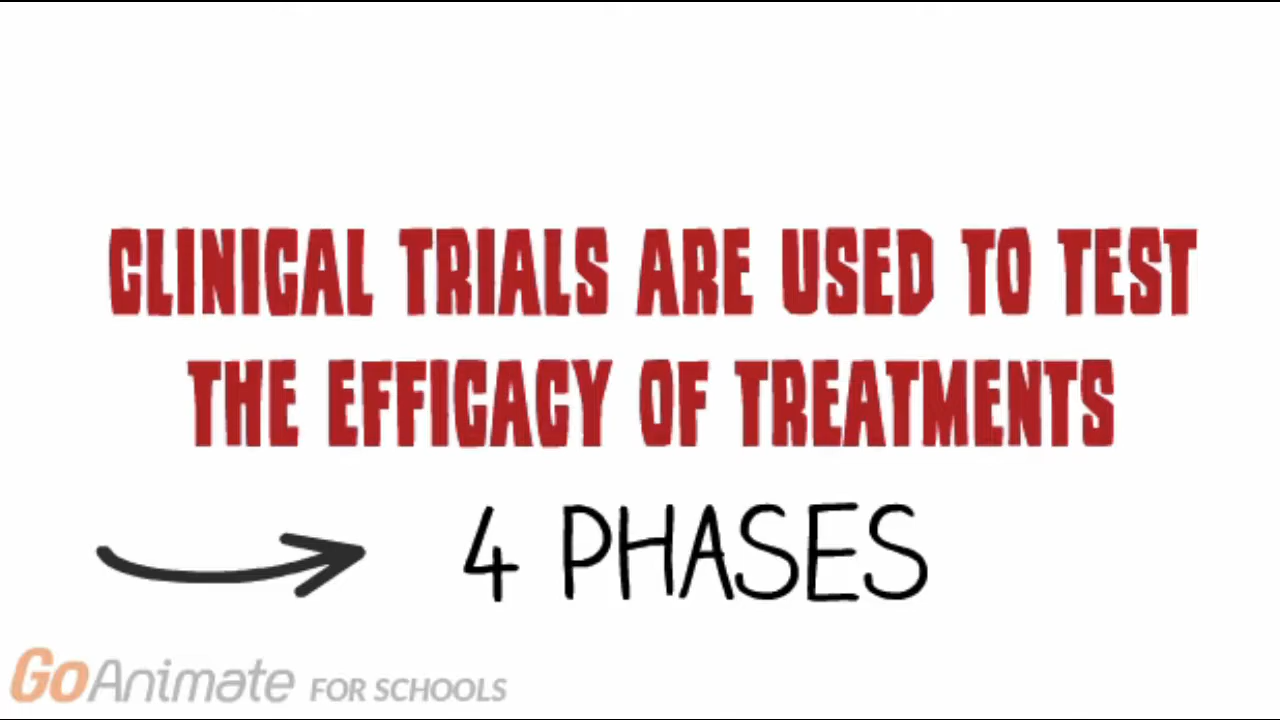 CLINICAL TRIALS ARE USED TO TEST
THE EFFICACY OF TREATMENTS
4 PHASES
GoAnimate FOR SCHOOLS